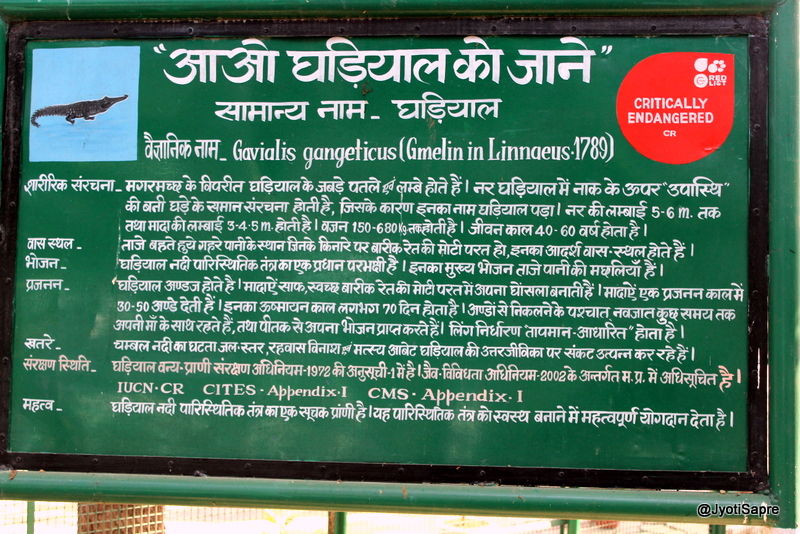 "आओ घड़ियाल को जाने"
सामान्य नाम - घड़ियाल
वैज्ञानिक नाम - Gavialis gangeticus (Gmelin in Linnaeus.1789)
RED LIST
CRITICALLY
ENDANGERED
CR
शारीरिक संरचना - मगरमच्छ के विपरीत घड़ियाल के जबड़े पतले एवं लाम्बे होते हैं । नर घड़ियाल में नाक के ऊपर "उपास्थि"
की बनी घड़े के समान संरचना होती है, जिसके कारण इनका नाम घड़ियाल पड़ा । नर की लम्बाई 5-6 m. तक
तथा मादा की लम्बाई 3-4.5 m. होती है । वजन 150-680 kg तक होती है । जीवन काल 40-60 वर्ष होता है ।
वास स्थल - ताजे बहते हुये गहरे पानी के स्थान जिनके किनारे पर बारीक रेत की मोटी परत हो, इनका आदर्श वास-स्थल होते हैं ।
भोजन - घड़ियाल नदी पारिस्थितिक तंत्र का एक प्रधान परभक्षी है । इनका मुख्य भोजन ताजे पानी की मछलियाँ हैं ।
प्रजनन - घड़ियाल अण्डज होते है । मादाऐं साफ, स्वच्छ बारीक रेत की मोटी परत में अपना घोंसला बनाती हैं । मादाऐं एक प्रजनन काल में
30-50 अण्डे देती हैं । इनका ऊष्मायन काल लगभग 70 दिन होता है । अण्डों से निकलने के पश्चात नवजात कुछ समय तक
अपनी माँ के साथ रहते हैं, तथा पीतक से अपना भोजन प्राप्त करते हैं । लिंग निर्धारण "तापमान-आधारित" होता है ।
खतरे - चम्बल नदी का घटता जल-स्तर, रहवास विनाश एवं मत्स्य आखेट घड़ियाल की उत्तरजीविका पर संकट उत्पन्न कर रहे हैं ।
संरक्षण स्थिति - घड़ियाल वन्य-प्राणी संरक्षण अधिनियम-1972 की अनुसूची-1 में है । जैव-विविधता अधिनियम-2002 के अन्तर्गत म.प्र. में अधिसूचित है ।
IUCN.CR CITES.Appendix.I CMS.Appendix.I
महत्व - घड़ियाल नदी पारिस्थितिक तंत्र का एक सूचक प्राणी है । यह पारिस्थितिक तंत्र को स्वस्थ बनाने में महत्वपूर्ण योगदान देता है ।
@JyotiSapre